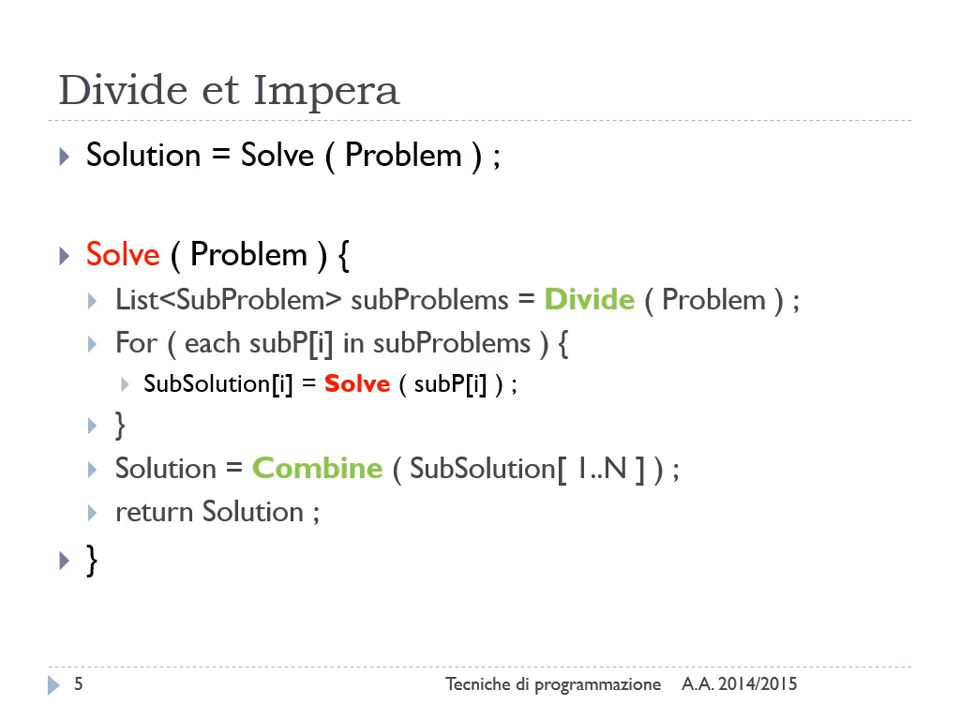 Divide et Impera
Solution = Solve ( Problem ) ;
Solve ( Problem ) {
List<SubProblem> subProblems = Divide ( Problem ) ;
For ( each subP[i] in subProblems ) {
SubSolution[i] = Solve ( subP[i] ) ;
}
Solution = Combine ( SubSolution[ 1..N ] ) ;
return Solution ;
}
5 Tecniche di programmazione A.A. 2014/2015